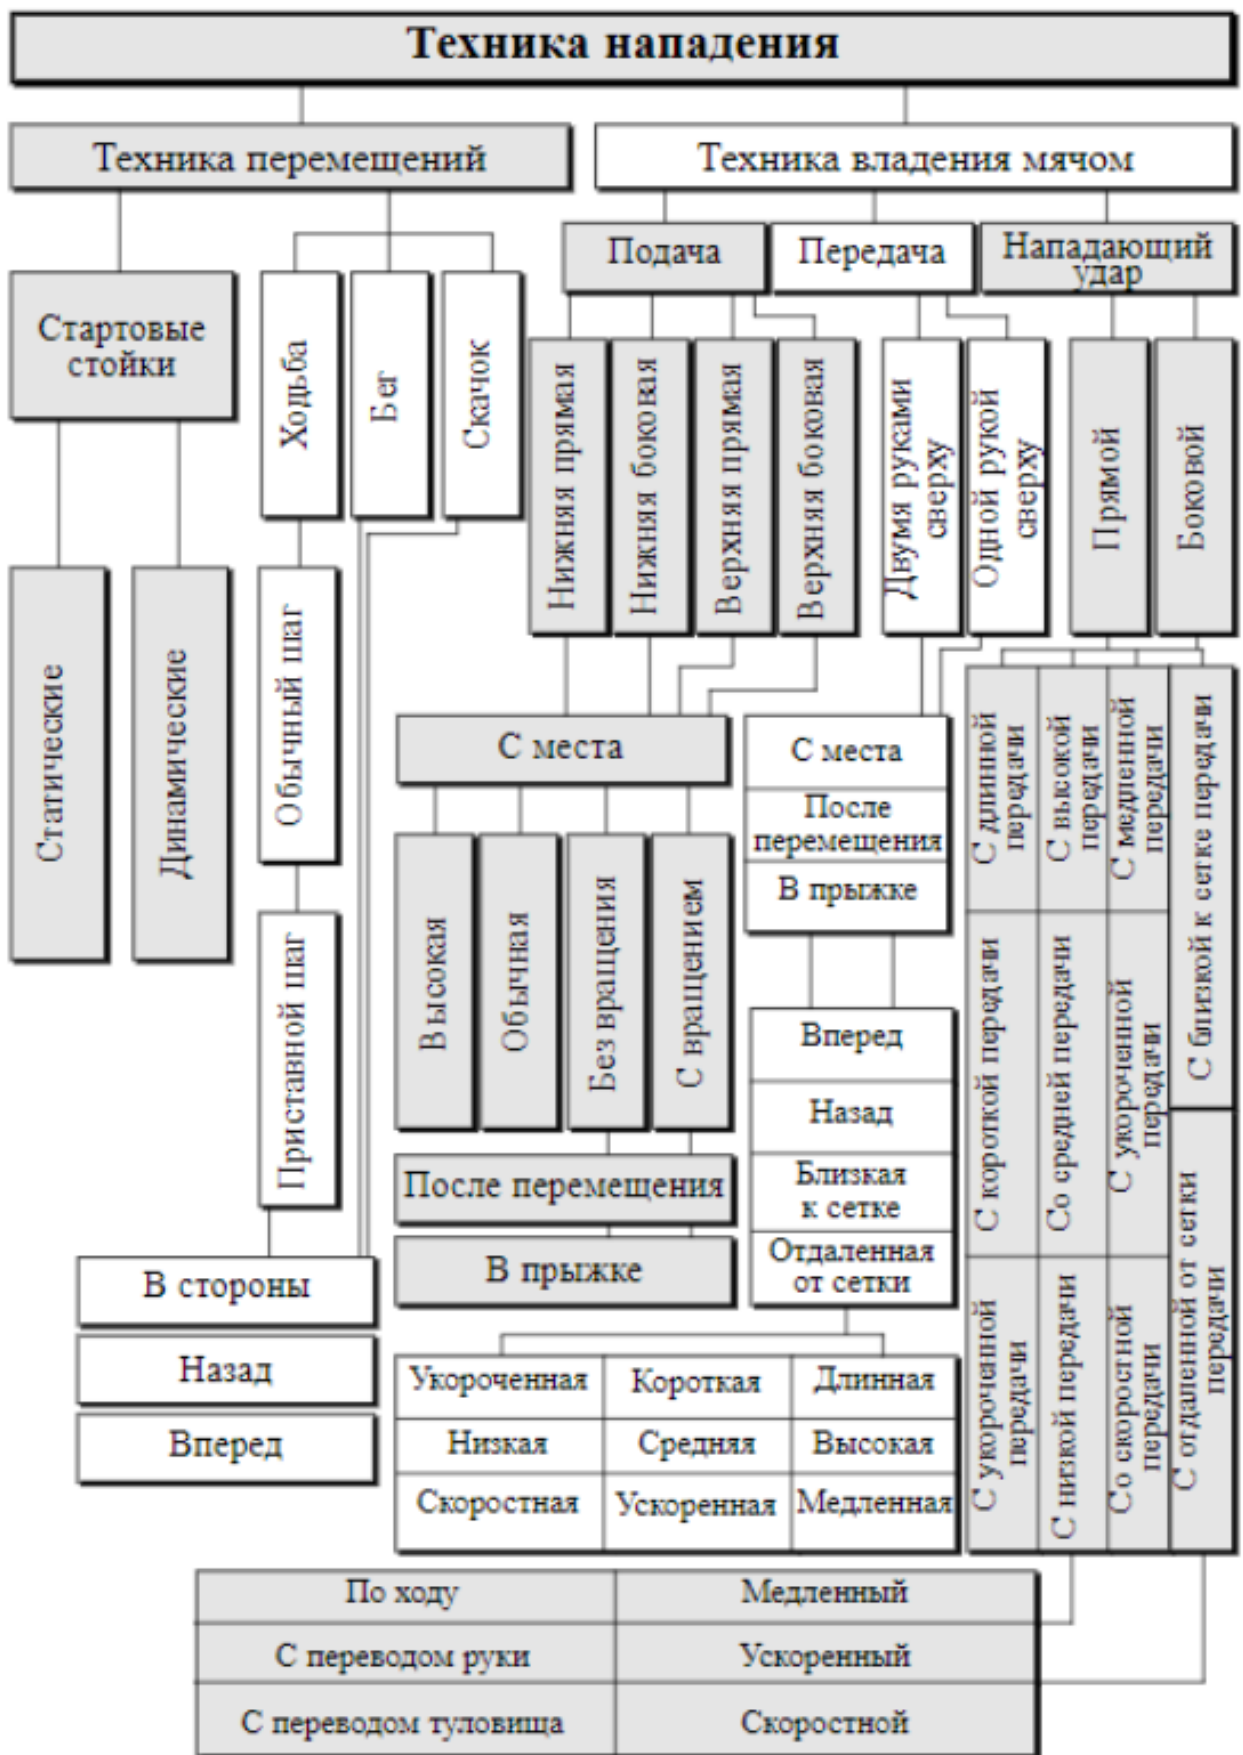 Техника нападения
Техника перемещений
Техника владения мячом
Подача
Передача
Нападающий
удар
Стартовые
стойки
Ходьба
Бег
Скачок
Нижняя прямая
Нижняя боковая
Верхняя прямая
Верхняя боковая
Двумя руками
сверху
Одной рукой
сверху
Прямой
Боковой
Статические
Динамические
Обычный шаг
Приставной шаг
В стороны
Назад
Вперед
С места
Высокая
Обычная
Без вращения
С вращением
После перемещения
В прыжке
С места
После
перемещения
В прыжке
Вперед
Назад
Близкая
к сетке
Отдаленная
от сетки
Укороченная
Короткая
Длинная
Низкая
Средняя
Высокая
Скоростная
Ускоренная
Медленная
С длинной
передачи
С высокой
передачи
С медленной
передачи
С близкой к сетке передачи
С короткой передачи
Со средней передачи
С укороченной
передачи
С отдаленной от сетки
передачи
С укороченной
передачи
С низкой передачи
Со скоростной
передачи
По ходу
Медленный
С переводом руки
Ускоренный
С переводом туловища
Скоростной